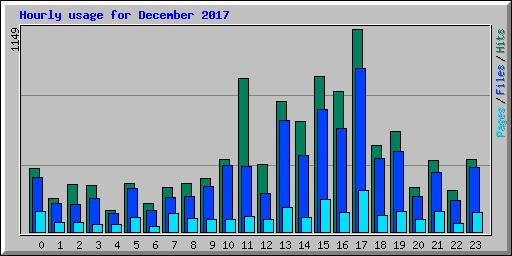 Hourly usage for December 2017
1149
Pages/Files/Hits
0 1 2 3 4 5 6 7 8 9 10 11 12 13 14 15 16 17 18 19 20 21 22 23